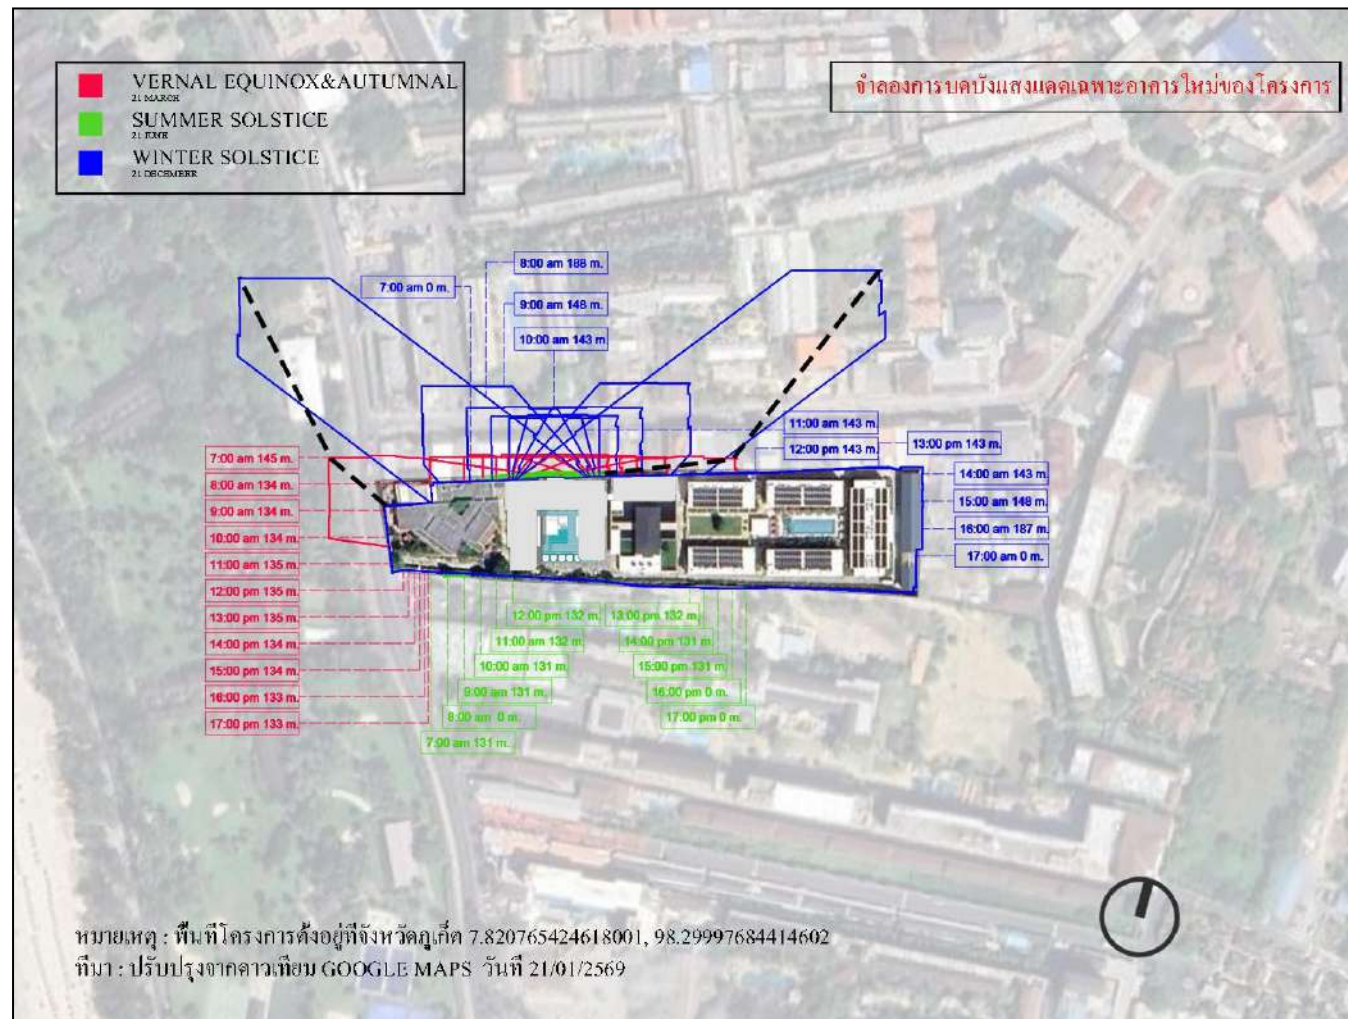 VERNAL EQUINOX&AUTUMNAL
21 MARCH
SUMMER SOLSTICE
21 JUNE
WINTER SOLSTICE
21 DECEMBER
จำลองการบดบังแสงแดดเฉพาะอาคารใหม่ของโครงการ
8:00 am 188 m.
7:00 am 0 m.
9:00 am 148 m.
10:00 am 143 m
11:00 am 143 m.
12:00 pm 143 m.
13:00 pm 143 m.
14:00 am 143 m.
15:00 am 148 m.
16:00 am 187 m.
17:00 am 0 m.
7:00 am 145 m.
8:00 am 134 m.
9:00 am 134 m.
10:00 am 134 m.
11:00 am 135 m.
12:00 pm 135 m.
13:00 pm 135 m.
14:00 pm 134 m.
15:00 pm 134 m.
16:00 pm 133 m.
17:00 pm 133 m.
12:00 pm 132 m.
13:00 pm 132 m.
11:00 am 132 m.
14:00 pm 131 m.
10:00 am 131 m.
15:00 pm 131 m.
9:00 am 131 m.
16:00 pm 0 m.
8:00 am 0 m.
17:00 pm 0 m.
7:00 am 131 m.
หมายเหตุ : พื้นที่โครงการตั้งอยู่ที่จังหวัดภูเก็ต 7.820765424618001, 98.29997684414602
ที่มา : ปรับปรุงจากดาวเทียม GOOGLE MAPS วันที่ 21/01/2569